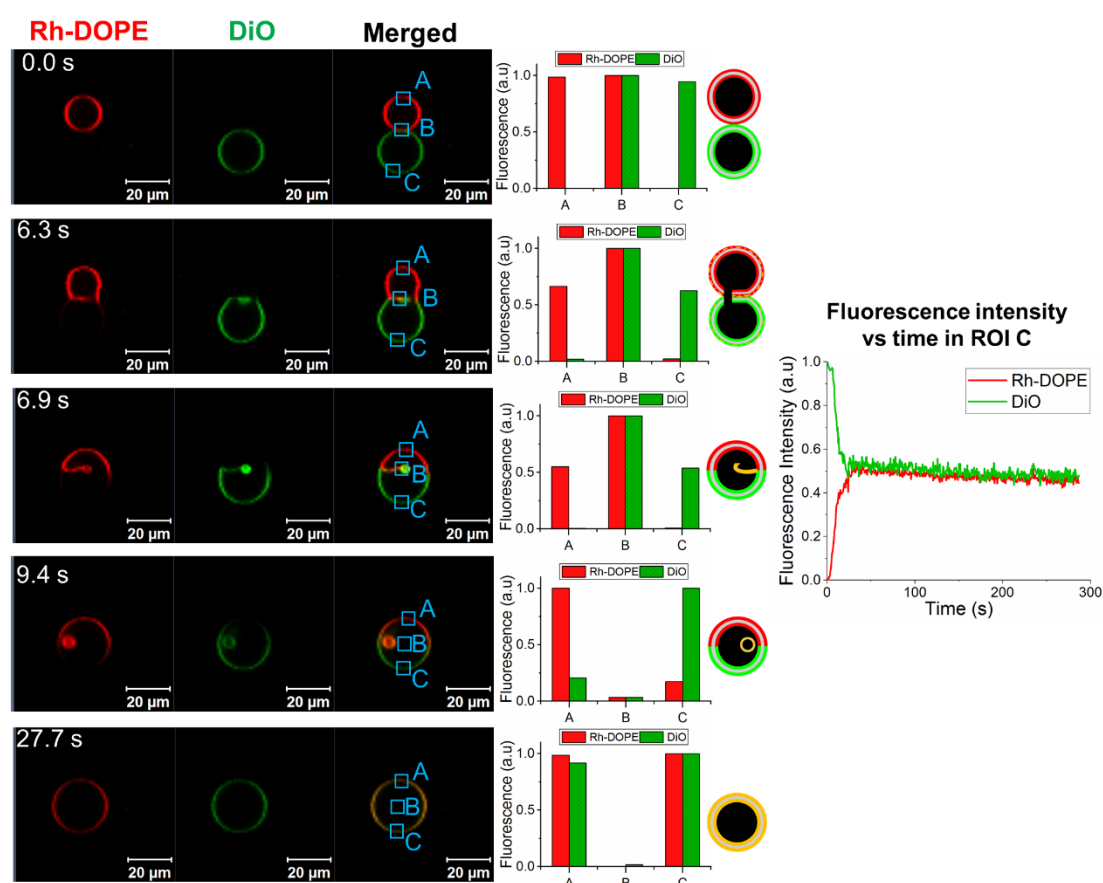 Rh-DOPE DiO Merged
0.0 s
A
B
C
20 µm 20 µm 20 µm
Rh-DOPE DiO
Fluorescence (a.u)
1.0
0.5
0.0
A B C
6.3 s
A
B
C
20 µm 20 µm 20 µm
Rh-DOPE DiO
Fluorescence (a.u)
1.0
0.5
0.0
A B C
6.9 s
A
B
C
20 µm 20 µm 20 µm
Rh-DOPE DiO
Fluorescence (a.u)
1.0
0.5
0.0
A B C
9.4 s
A
B
C
20 µm 20 µm 20 µm
Rh-DOPE DiO
Fluorescence (a.u)
1.0
0.5
0.0
A B C
27.7 s
A
B
C
20 µm 20 µm 20 µm
Rh-DOPE DiO
Fluorescence (a.u)
1.0
0.5
0.0
A B C
Fluorescence intensity
vs time in ROI C
Rh-DOPE
DiO
Fluorescence Intensity (a.u)
1.0
0.8
0.6
0.4
0.2
0.0
0 100 200 300
Time (s)